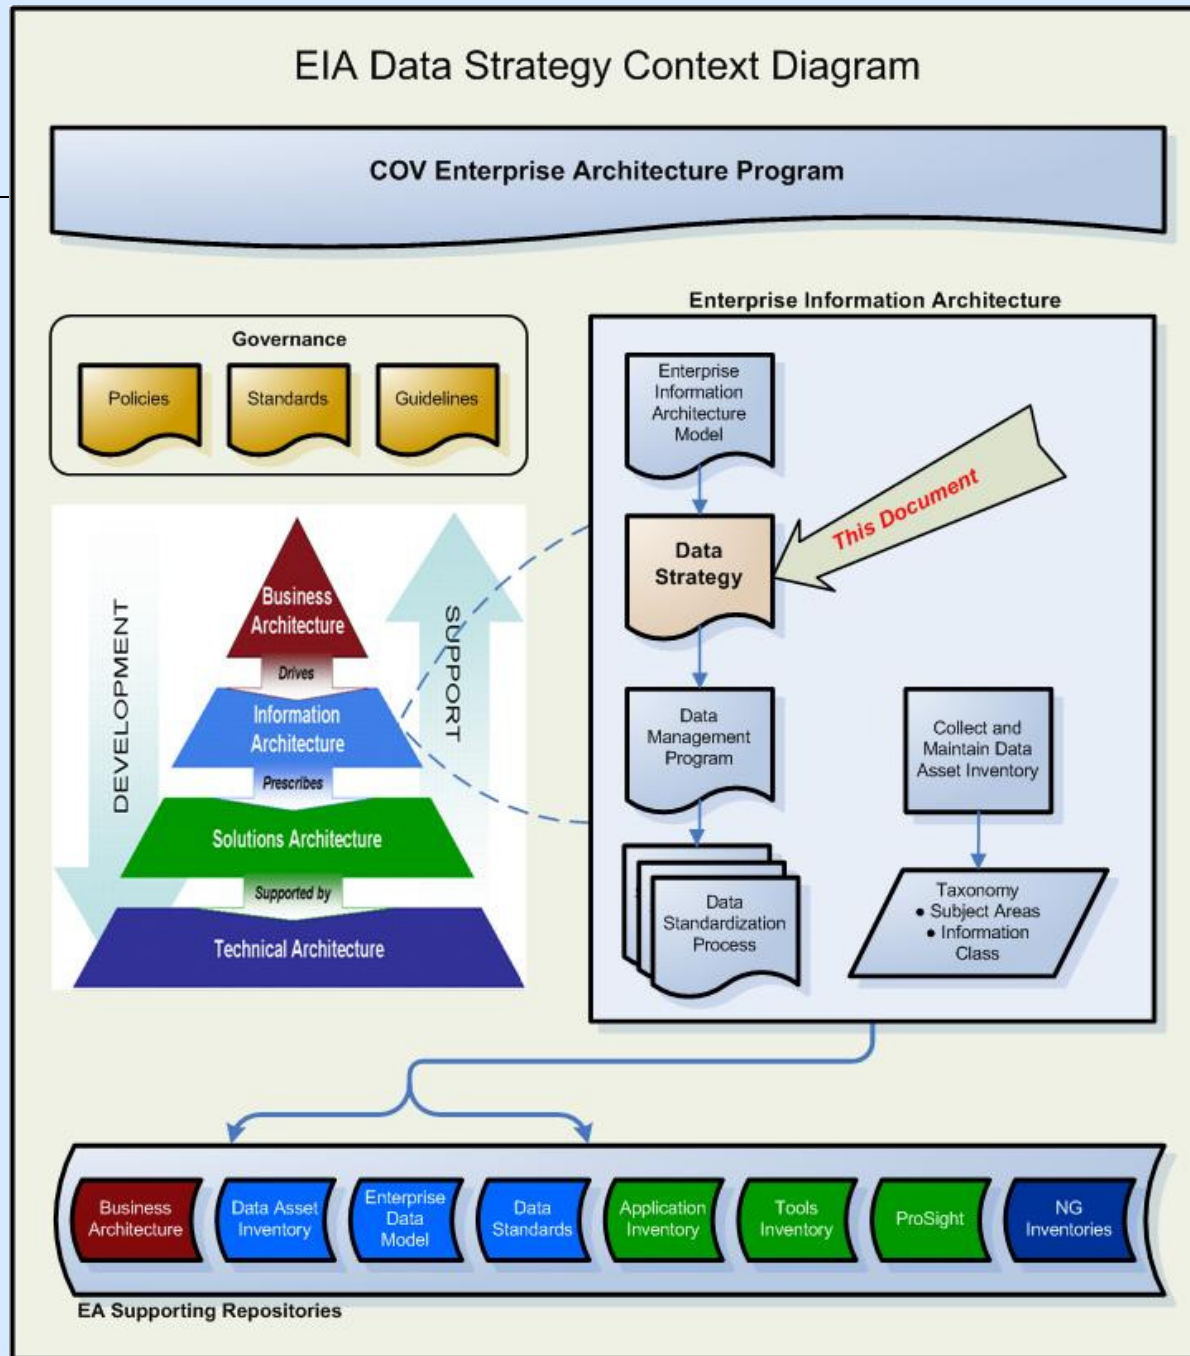 EIA Data Strategy Context Diagram
COV Enterprise Architecture Program
Governance
Policies
Standards
Guidelines
Enterprise Information Architecture
Enterprise
Information
Architecture
Model
This Document
Data
Strategy
Data
Management
Program
Collect and
Maintain Data
Asset Inventory
Data
Standardization
Process
Taxonomy
● Subject Areas
● Information
Class
DEVELOPMENT
SUPPORT
Business
Architecture
Drives
Information
Architecture
Prescribes
Solutions Architecture
Supported by
Technical Architecture
Business
Architecture
Data Asset
Inventory
Enterprise
Data
Model
Data
Standards
Application
Inventory
Tools
Inventory
ProSight
NG
Inventories
EA Supporting Repositories